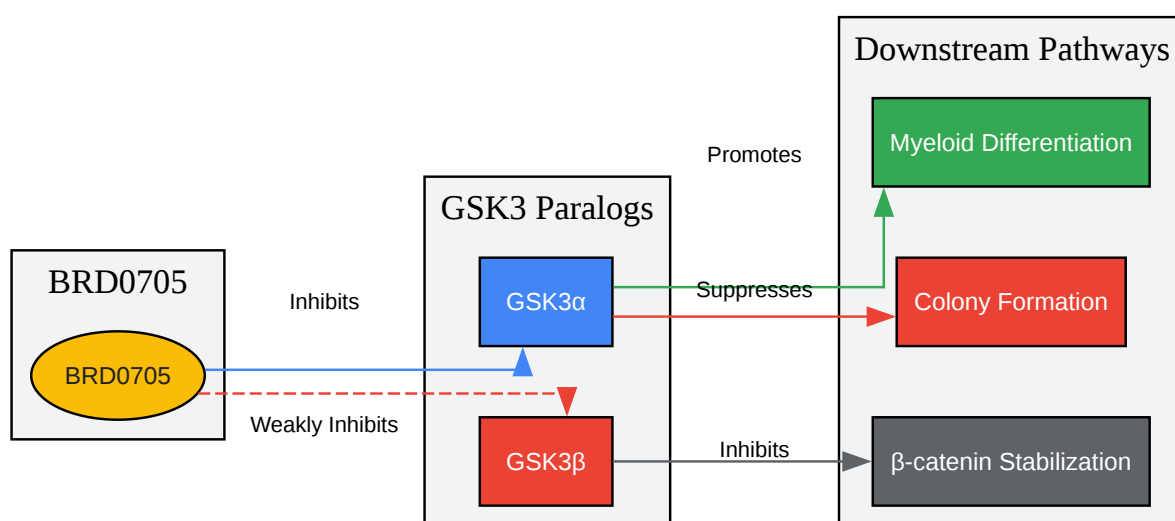 Downstream Pathways
Myeloid Differentiation
Promotes
GSK3 Paralogs
BRD0705
Inhibits
GSK3α
Suppresses
Colony Formation
BRD0705
Weakly Inhibits
GSK3β
Inhibits
β-catenin Stabilization